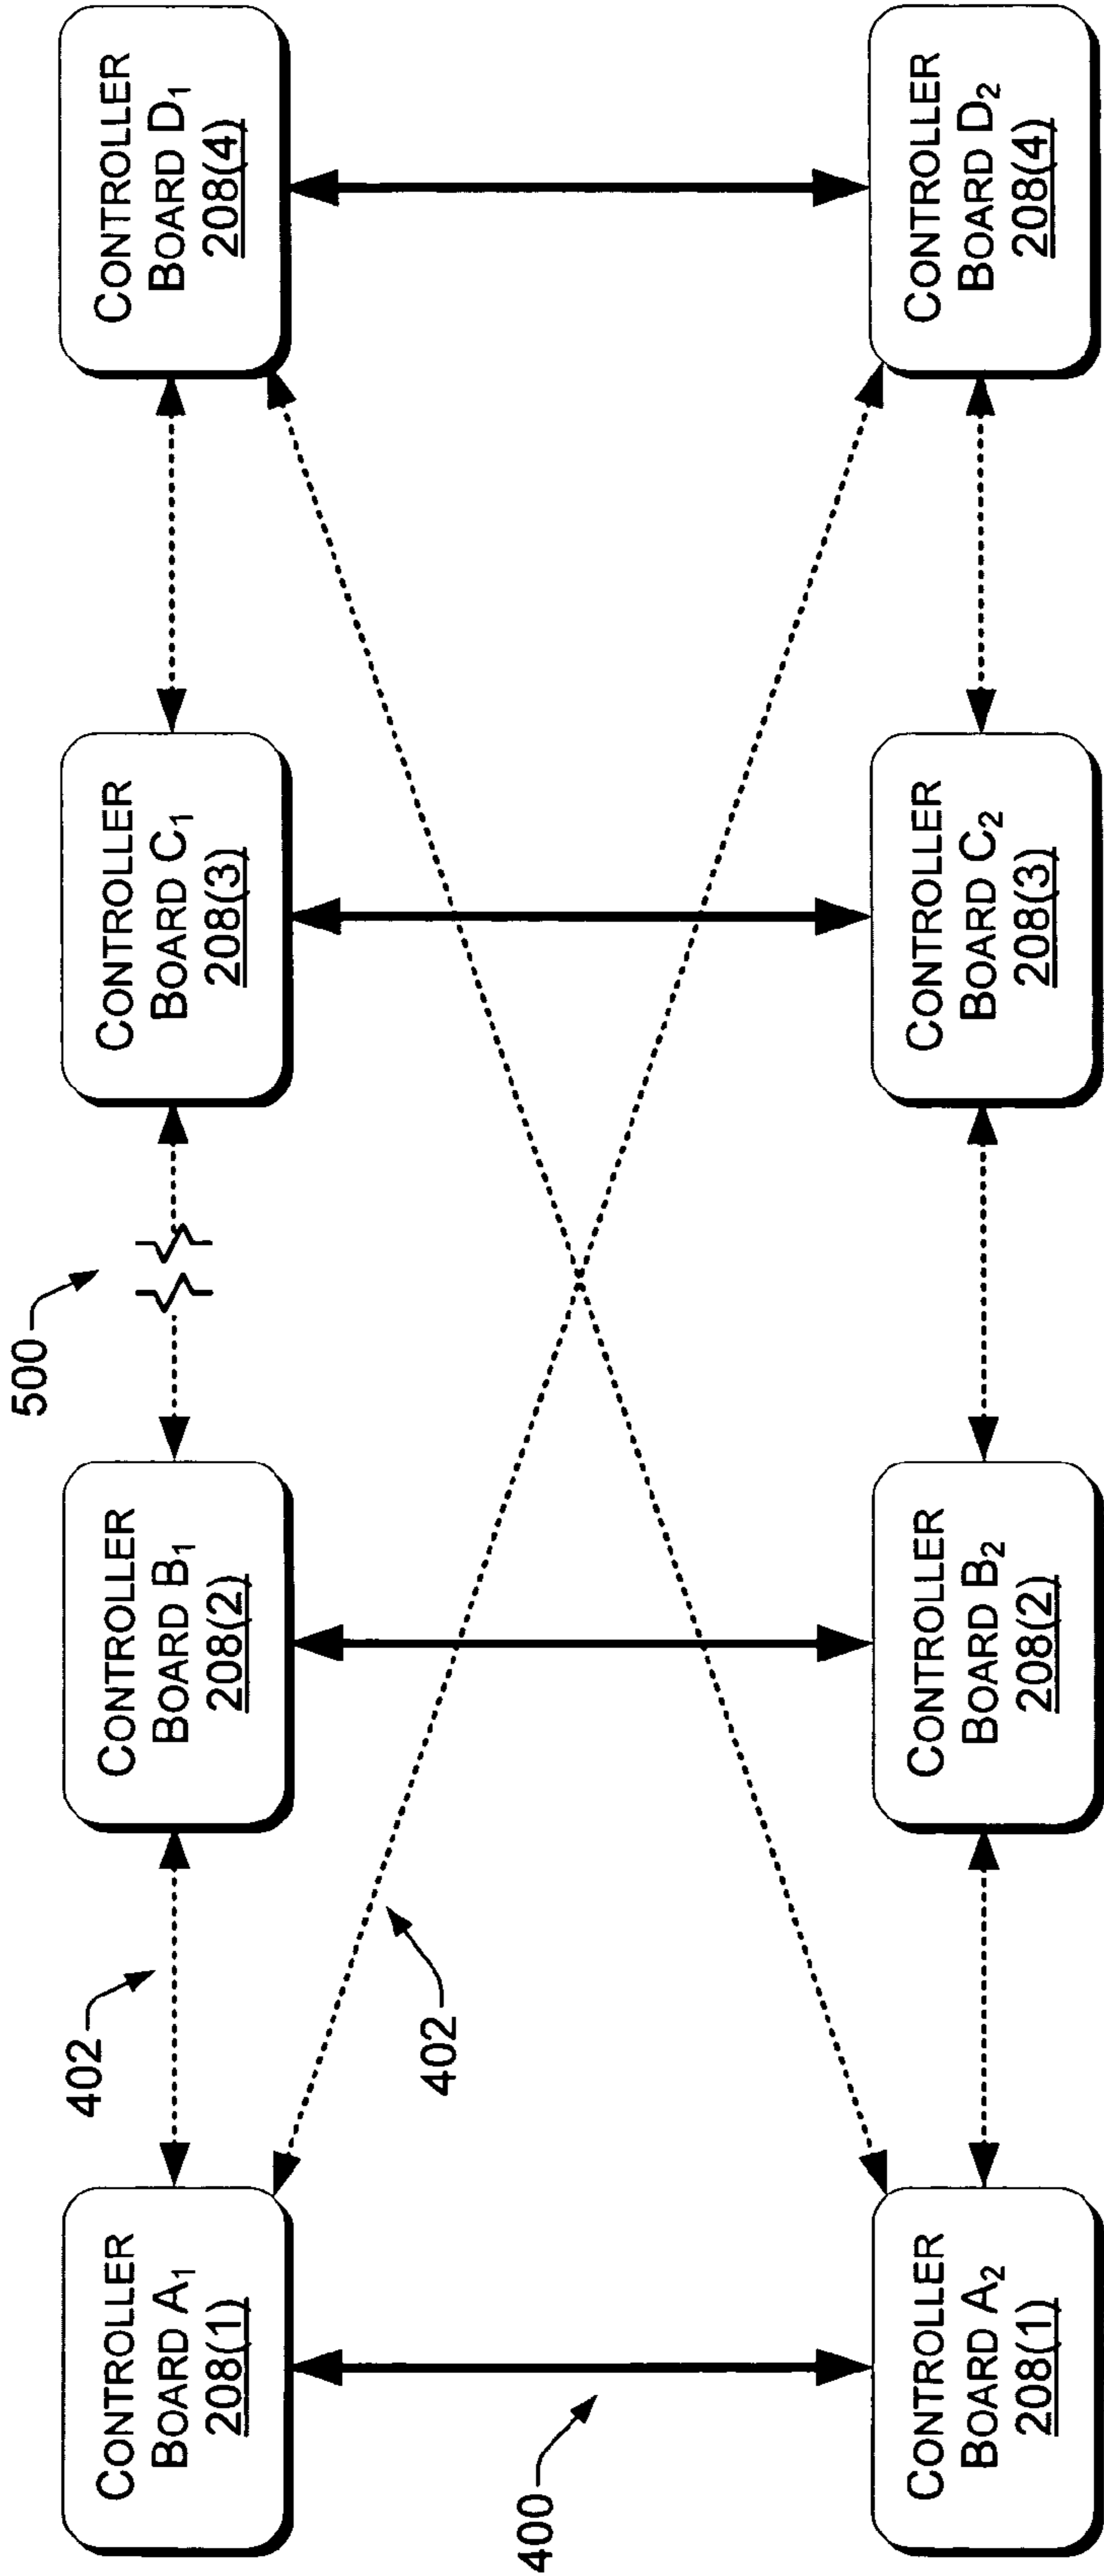 500
402
CONTROLLER
BOARD A1
208(1)
CONTROLLER
BOARD B1
208(2)
CONTROLLER
BOARD C1
208(3)
CONTROLLER
BOARD D1
208(4)
402
400
CONTROLLER
BOARD A2
208(1)
CONTROLLER
BOARD B2
208(2)
CONTROLLER
BOARD C2
208(3)
CONTROLLER
BOARD D2
208(4)